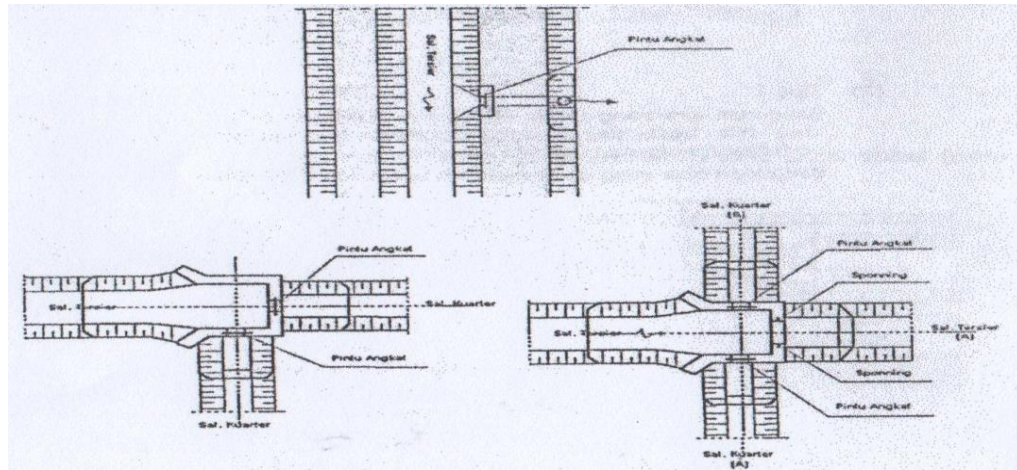 Pintu Angkat
Sal. Tersier
Pintu Angkat
Sal. Tersier
Sal. Kuarter
Pintu Angkat
Sal. Kuarter
Sal. Kuarter
(B)
Pintu Angkat
Sponning
Sal. Tersier
Sal. Tersier
(A)
Sponning
Pintu Angkat
Sal. Kuarter
(A)